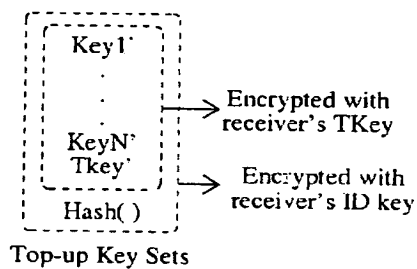 Key1'
.
.
.
KeyN'
Tkey'
Hash( )
Encrypted with
receiver's TKey
Encrypted with
receiver's ID key
Top-up Key Sets